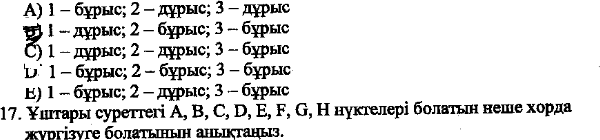 A) 1 – бұрыс; 2 – дұрыс; 3 – дұрыс
1 – дұрыс; 2 – бұрыс; 3 – бұрыс
C) 1 – дұрыс; 2 – дұрыс; 3 – бұрыс
D 1 – бұрыс; 2 – бұрыс; 3 – бұрыс
E) 1 – бұрыс; 2 – дұрыс; 3 – бұрыс
17. Ұштары суреттегі A, B, C, D, E, F, G, H нүктелері болатын неше хорда
жүргізуге болатынын анықтаңыз.